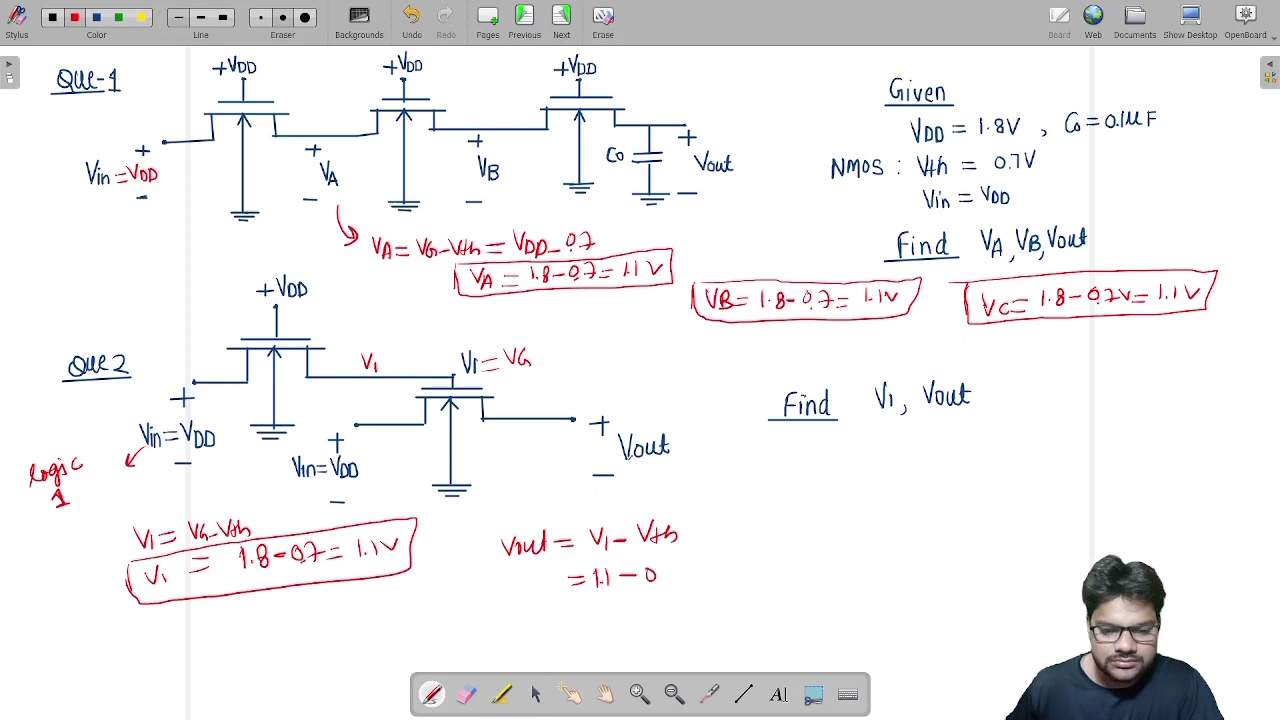 Stylus
Color
Line
Eraser
Backgrounds
Undo
Redo
Pages
Previous
Next
Erase
Board
Web
Documents
Show Desktop
OpenBoard
Que-1
+VDD
+VDD
+VDD
Vin = VDD
+
-
+
VA
-
+
VB
-
Co
+
Vout
-
Given
VDD = 1.8V , Co = 0.1μF
NMOS : Vth = 0.7V
Vin = VDD
Find VA, VB, Vout
VA = VG - Vth = VDD - 0.7
VA = 1.8 - 0.7 = 1.1V
VB = 1.8 - 0.7 = 1.1V
VC = 1.8 - 0.7V = 1.1V
Que2
+VDD
V1
V1 = VG
+
Vin = VDD
-
logic
1
+
Vin = VDD
-
+
Vout
-
Find V1, Vout
V1 = VG - Vth
V1 = 1.8 - 0.7 = 1.1V
Vout = V1 - Vth
= 1.1 - 0
AI